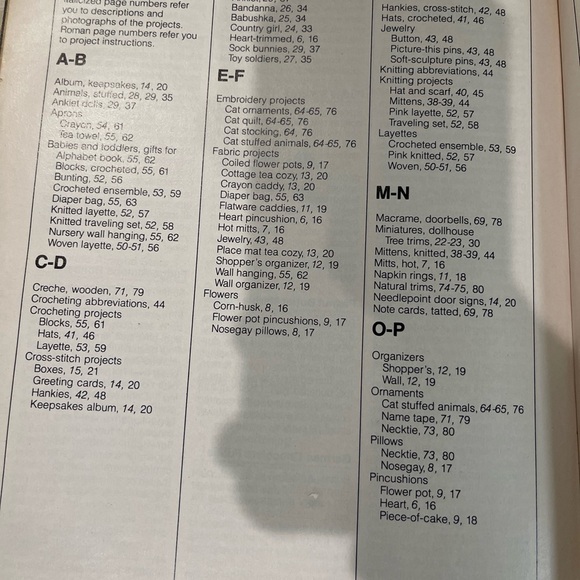 Italicized page numbers refer
you to descriptions and
photographs of the projects.
Roman page numbers refer you
to project instructions.
A-B
Album, keepsakes, 14, 20
Animals, stuffed, 28, 29, 35
Anklet dolls, 29, 37
Aprons
Crayon, 54, 61
Tea towel, 55, 62
Babies and toddlers, gifts for
Alphabet book, 55, 62
Blocks, crocheted, 55, 61
Bunting, 52, 56
Crocheted ensemble, 53, 59
Diaper bag, 55, 63
Knitted layette, 52, 57
Knitted traveling set, 52, 58
Nursery wall hanging, 55, 62
Woven layette, 50-51, 56
C-D
Creche, wooden, 71, 79
Crocheting abbreviations, 44
Crocheting projects
Blocks, 55, 61
Hats, 41, 46
Layette, 53, 59
Cross-stitch projects
Boxes, 15, 21
Greeting cards, 14, 20
Hankies, 42, 48
Keepsakes album, 14, 20
Bandanna, 26, 34
Babushka, 25, 34
Country girl, 24, 33
Heart-trimmed, 6, 16
Sock bunnies, 29, 37
Toy soldiers, 27, 35
E-F
Embroidery projects
Cat ornaments, 64-65, 76
Cat quilt, 64-65, 76
Cat stocking, 64, 76
Cat stuffed animals, 64-65, 76
Fabric projects
Coiled flower pots, 9, 17
Cottage tea cozy, 13, 20
Crayon caddy, 13, 20
Diaper bag, 55, 63
Flatware caddies, 11, 19
Heart pincushion, 6, 16
Hot mitts, 7, 16
Jewelry, 43, 48
Place mat tea cozy, 13, 20
Shopper's organizer, 12, 19
Wall hanging, 55, 62
Wall organizer, 12, 19
Flowers
Corn-husk, 8, 16
Flower pot pincushions, 9, 17
Nosegay pillows, 8, 17
Hankies, cross-stitch, 42, 48
Hats, crocheted, 41, 46
Jewelry
Button, 43, 48
Picture-this pins, 43, 48
Soft-sculpture pins, 43, 48
Knitting abbreviations, 44
Knitting projects
Hat and scarf, 40, 45
Mittens, 38-39, 44
Pink layette, 52, 57
Traveling set, 52, 58
Layettes
Crocheted ensemble, 53, 59
Pink knitted, 52, 57
Woven, 50-51, 56
M-N
Macrame, doorbells, 69, 78
Miniatures, dollhouse
Tree trims, 22-23, 30
Mittens, knitted, 38-39, 44
Mitts, hot, 7, 16
Napkin rings, 11, 18
Natural trims, 74-75, 80
Needlepoint door signs, 14, 20
Note cards, tatted, 69, 78
O-P
Organizers
Shopper's, 12, 19
Wall, 12, 19
Ornaments
Cat stuffed animals, 64-65, 76
Name tape, 71, 79
Necktie, 73, 80
Pillows
Necktie, 73, 80
Nosegay, 8, 17
Pincushions
Flower pot, 9, 17
Heart, 6, 16
Piece-of-cake, 9, 18